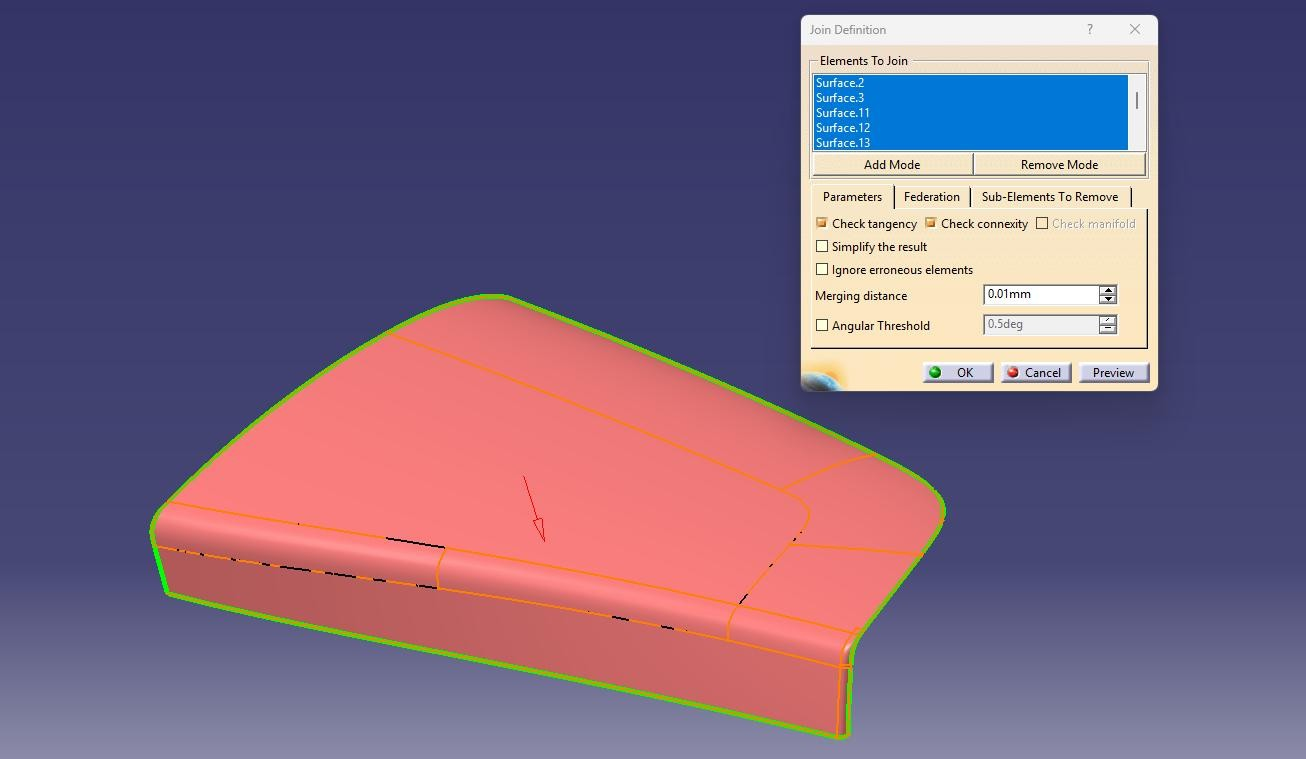 Join Definition ?
Elements To Join
Surface.2
Surface.3
Surface.11
Surface.12
Surface.13
Add Mode Remove Mode
Parameters Federation Sub-Elements To Remove
Check tangency Check connexity Check manifold
Simplify the result
Ignore erroneous elements
Merging distance 0.01mm
Angular Threshold 0.5deg
OK Cancel Preview